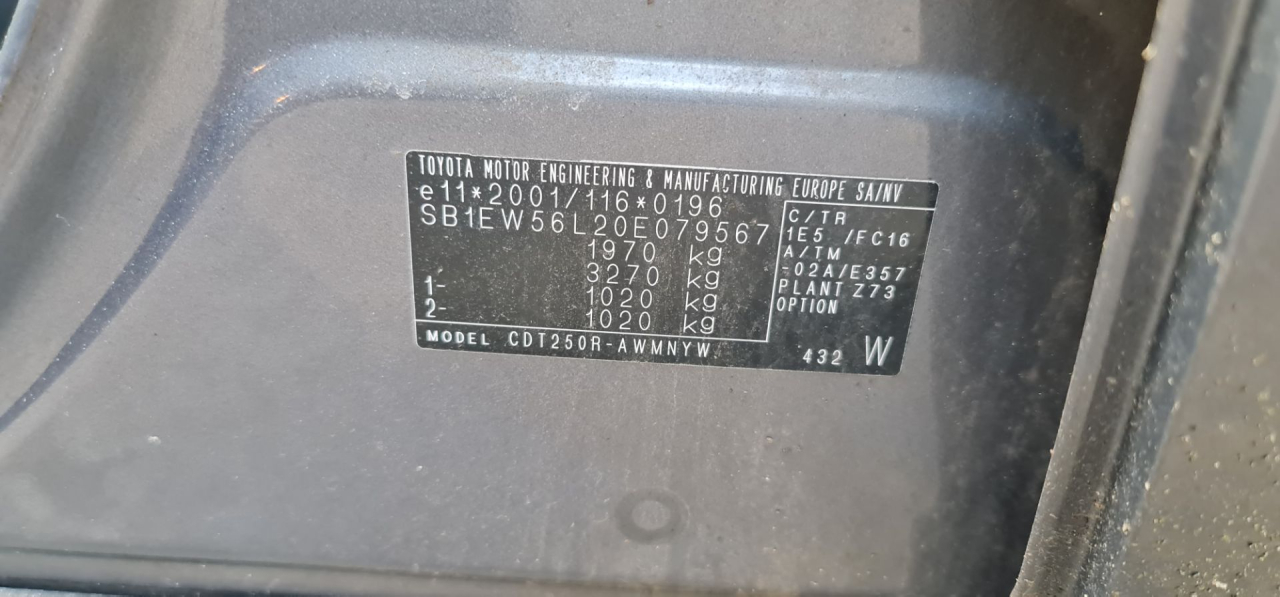 TOYOTA MOTOR ENGINEERING & MANUFACTURING EUROPE SA/NV
e11*2001/116*0196
SB1EW56L20E079567
1970 kg
3270 kg
1- 1020 kg
2- 1020 kg
C/TR
1E5 /FC16
A/TM
-02A/E357
PLANT Z73
OPTION
MODEL CDT250R-AWMNYW
432 W